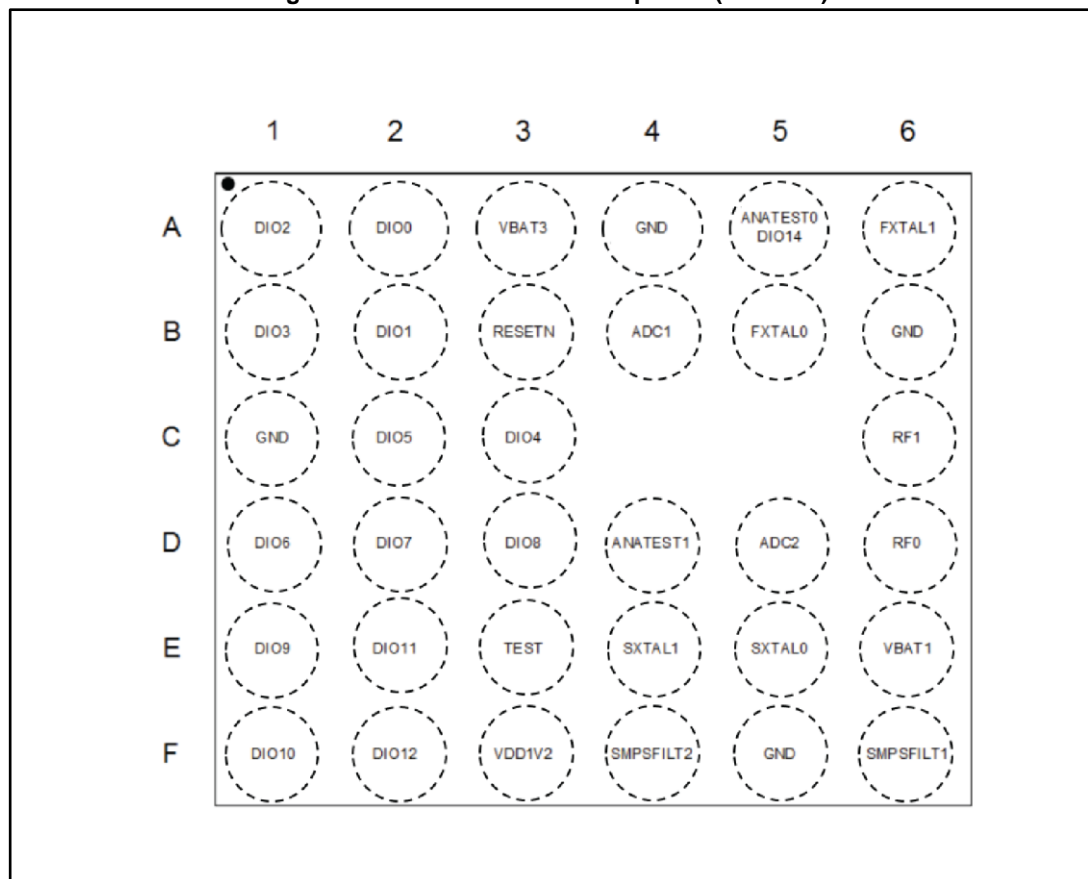 1 2 3 4 5 6
A DIO2 DIO0 VBAT3 GND ANATEST0 FXTAL1
DIO14
B DIO3 DIO1 RESETN ADC1 FXTAL0 GND
C GND DIO5 DIO4 RF1
D DIO6 DIO7 DIO8 ANATEST1 ADC2 RF0
E DIO9 DIO11 TEST SXTAL1 SXTAL0 VBAT1
F DIO10 DIO12 VDD1V2 SMPSFILT2 GND SMPSFILT1